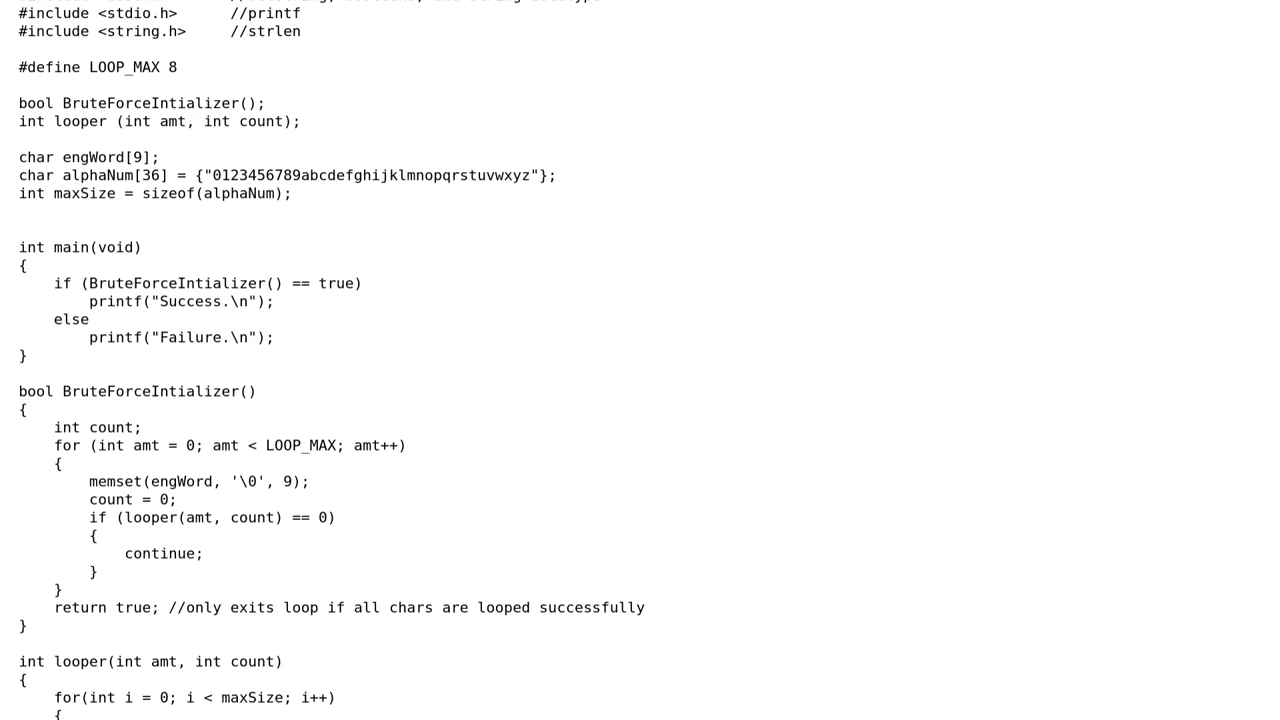 #include <stdio.h>      //printf
#include <string.h>     //strlen

#define LOOP_MAX 8

bool BruteForceIntializer();
int looper (int amt, int count);

char engWord[9];
char alphaNum[36] = {"0123456789abcdefghijklmnopqrstuvwxyz"};
int maxSize = sizeof(alphaNum);


int main(void)
{
    if (BruteForceIntializer() == true)
        printf("Success.\n");
    else
        printf("Failure.\n");
}

bool BruteForceIntializer()
{
    int count;
    for (int amt = 0; amt < LOOP_MAX; amt++)
    {
        memset(engWord, '\0', 9);
        count = 0;
        if (looper(amt, count) == 0)
        {
            continue;
        }
    }
    return true; //only exits loop if all chars are looped successfully
}

int looper(int amt, int count)
{
    for(int i = 0; i < maxSize; i++)
    {